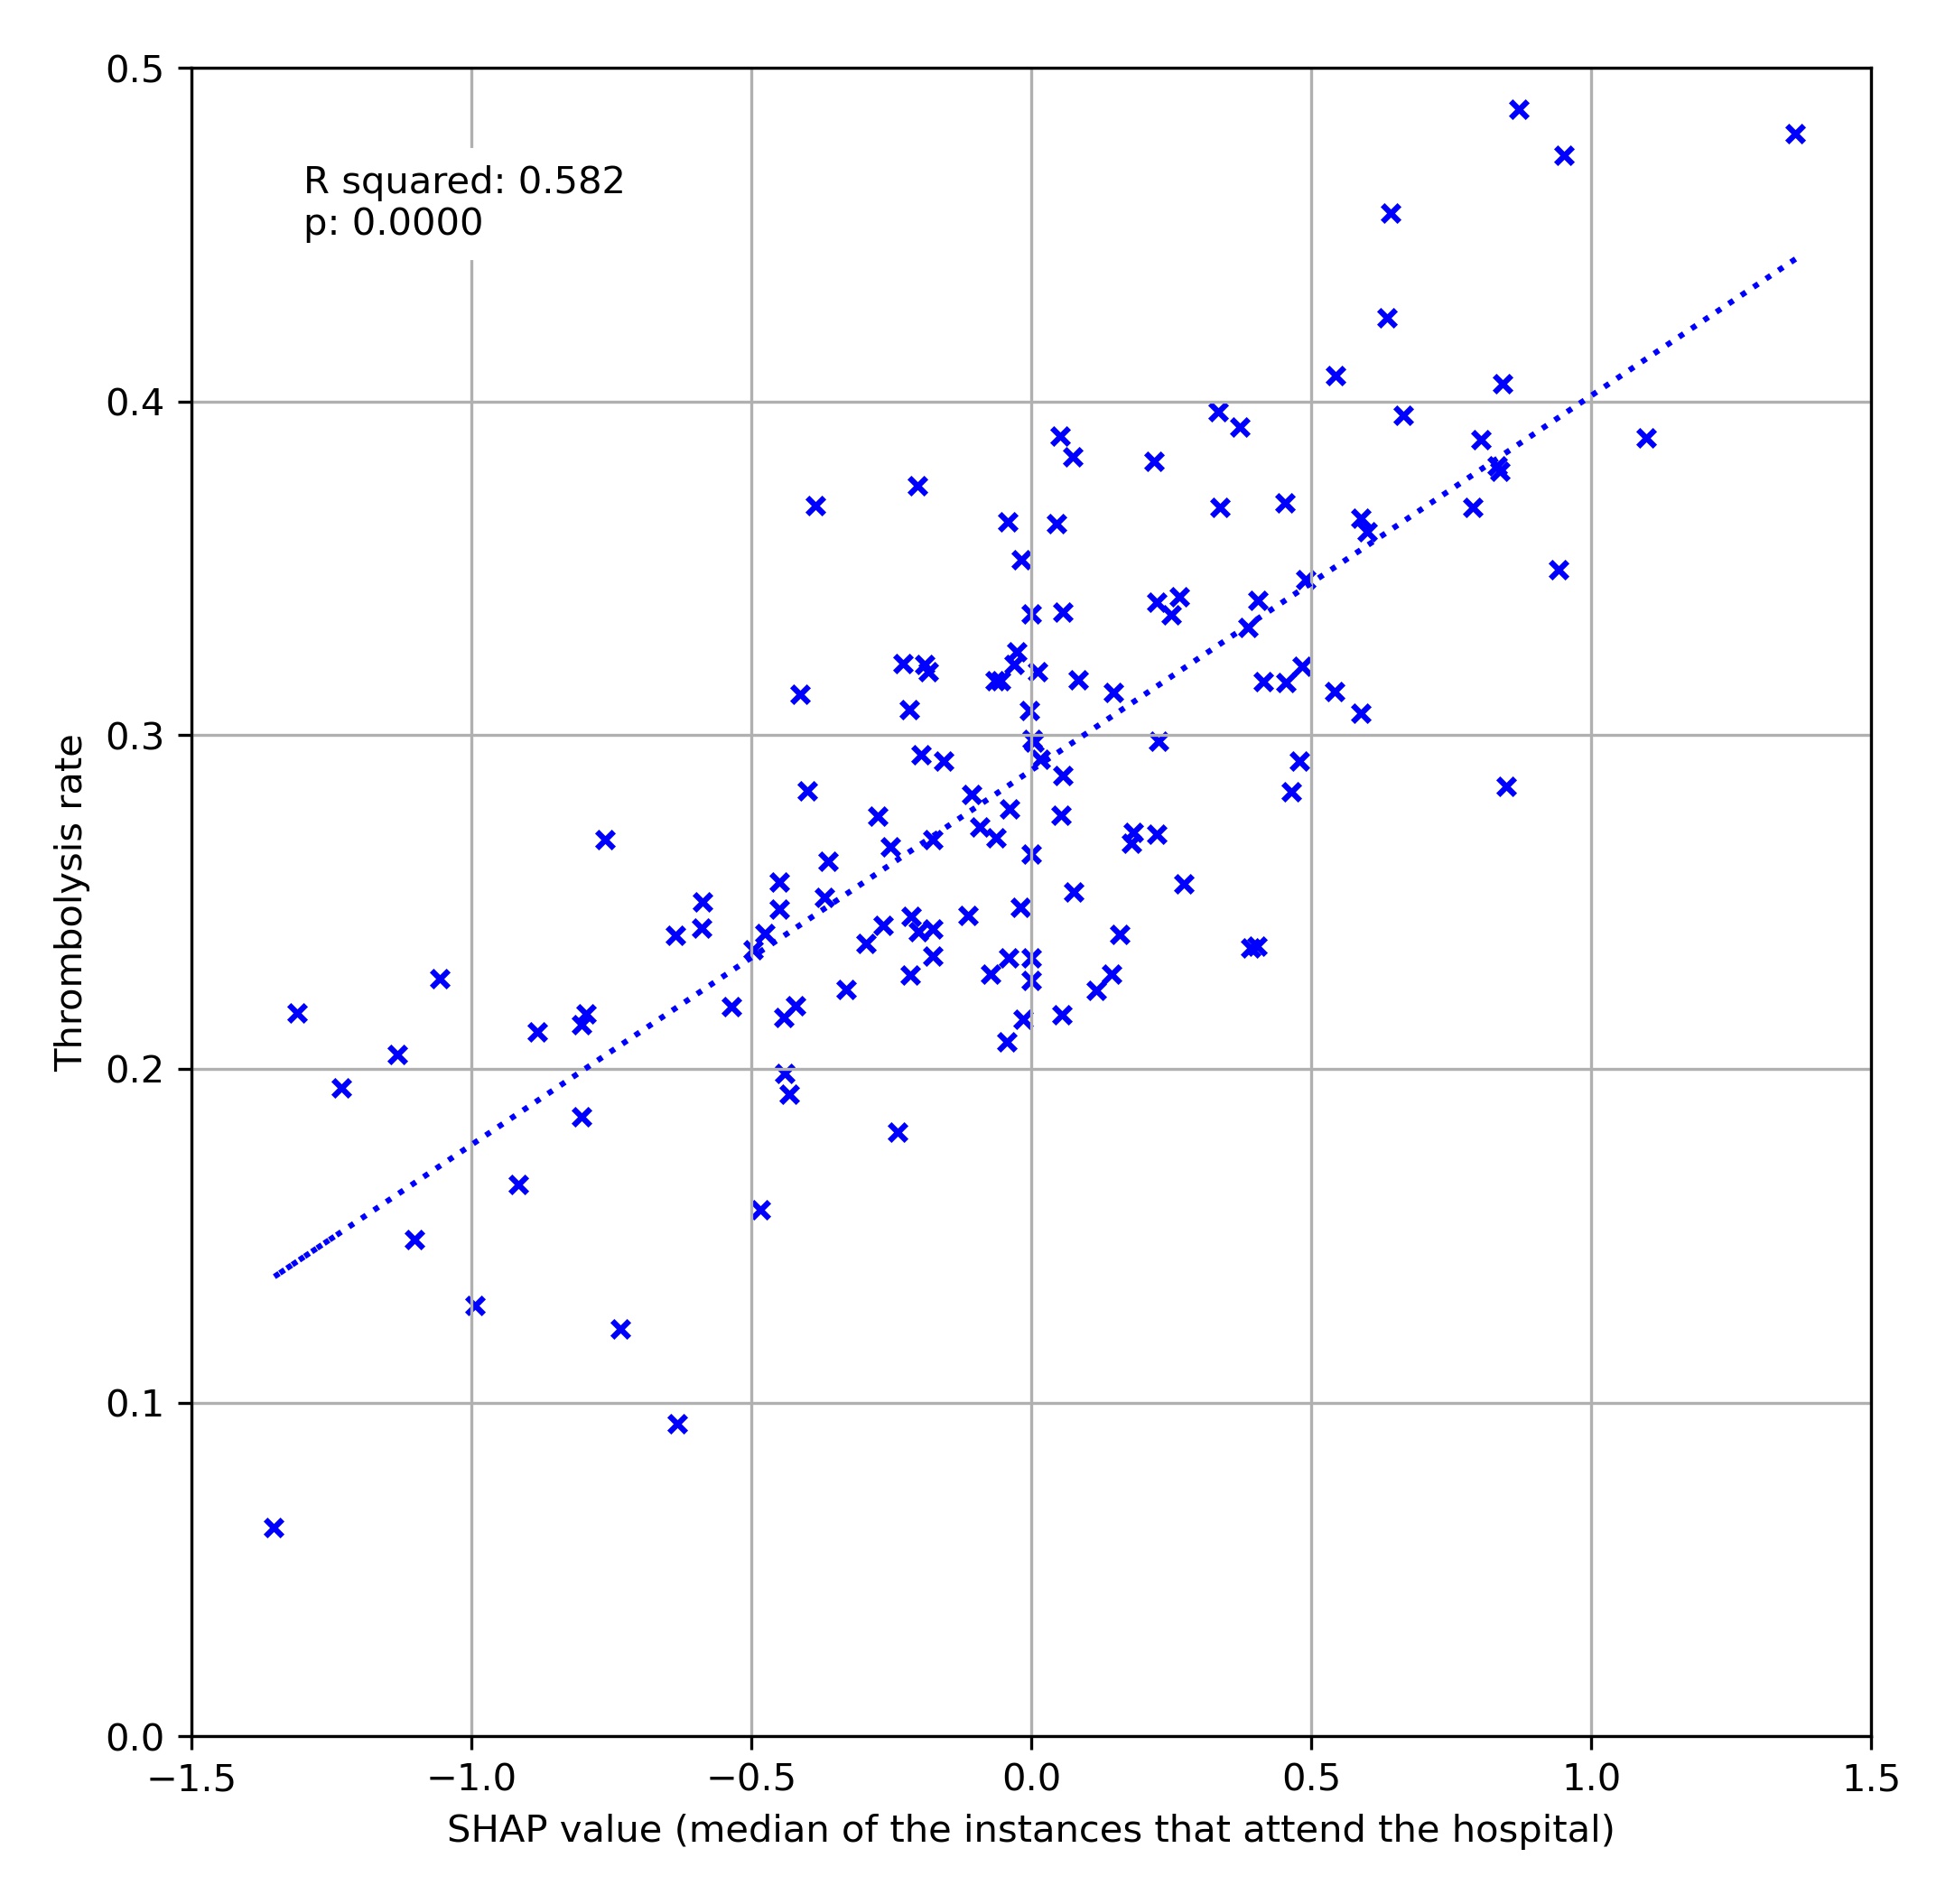 R squared: 0.582
p: 0.0000
0.5
0.4
0.3
0.2
0.1
0.0
Thrombolysis rate
−1.5 −1.0 −0.5 0.0 0.5 1.0 1.5
SHAP value (median of the instances that attend the hospital)